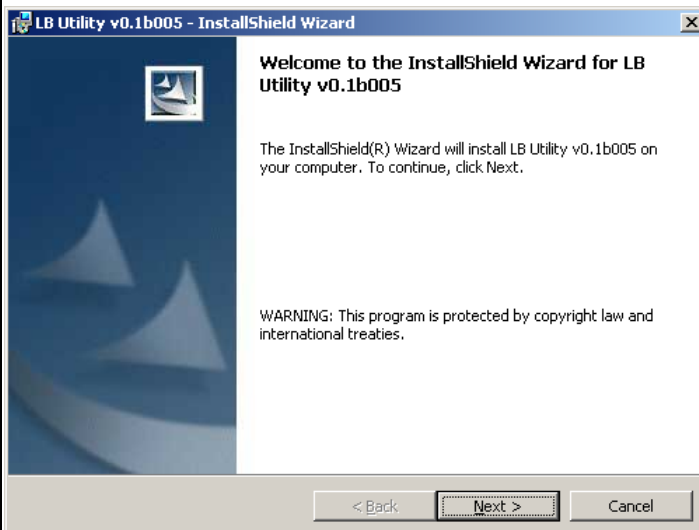 LB Utility v0.1b005 - InstallShield Wizard
Welcome to the InstallShield Wizard for LB
Utility v0.1b005
The InstallShield(R) Wizard will install LB Utility v0.1b005 on
your computer. To continue, click Next.
WARNING: This program is protected by copyright law and
international treaties.
< Back
Next >
Cancel